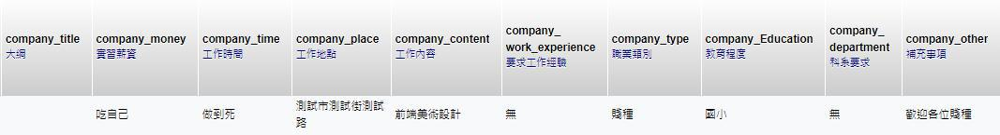 company_title
大綱
company_money
實習薪資
company_time
工作時間
company_place
工作地點
company_content
工作內容
company_
work_experience
要求工作經驗
company_type
職業類別
company_Education
教育程度
company_
department
科系要求
company_other
補充事項
吃自己
做到死
測試市測試街測試
路
前端美術設計
無
賤種
國小
無
歡迎各位賤種